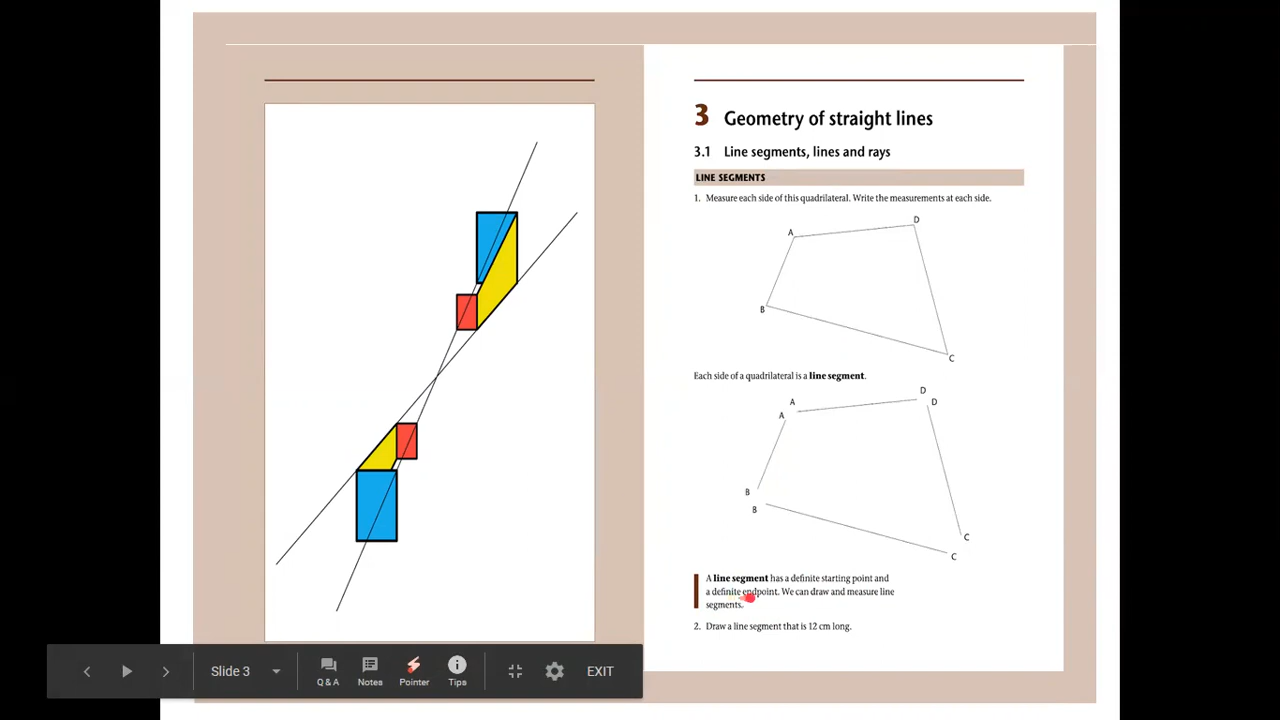 3 Geometry of straight lines
3.1 Line segments, lines and rays
LINE SEGMENTS
1. Measure each side of this quadrilateral. Write the measurements at each side.
D
A
B
C
Each side of a quadrilateral is a line segment.
D
A D
A
B
B
C
C
A line segment has a definite starting point and
a definite endpoint. We can draw and measure line
segments.
2. Draw a line segment that is 12 cm long.
Slide 3
Q & A Notes Pointer Tips
EXIT